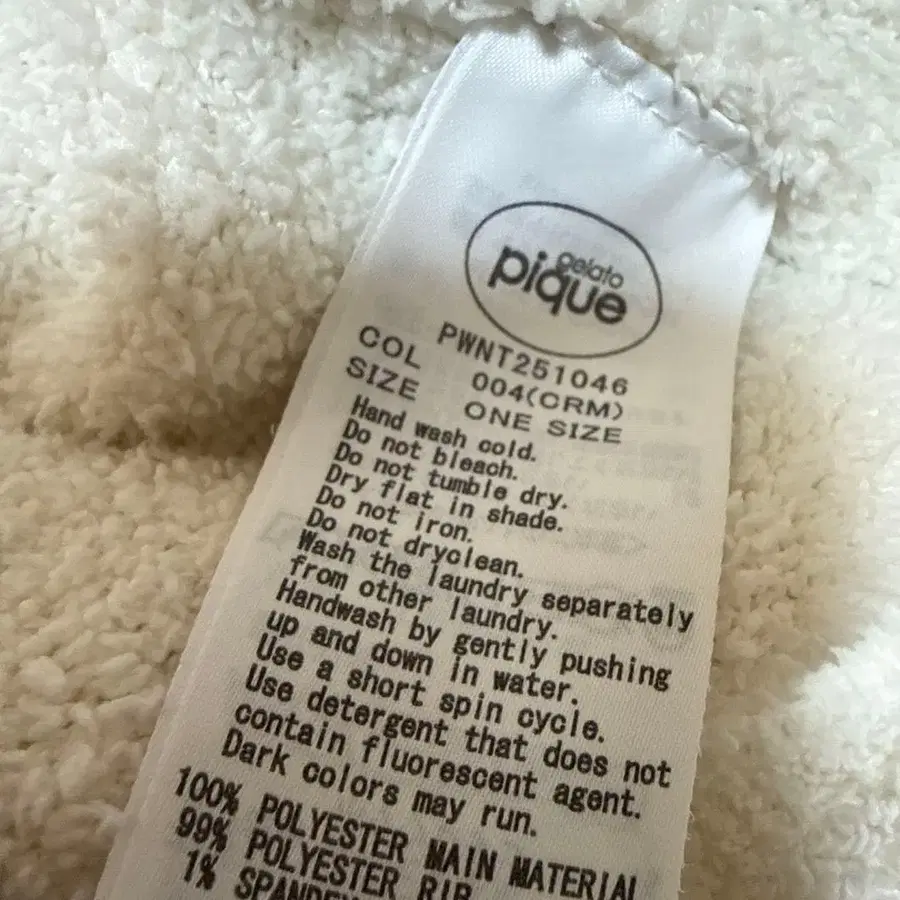 gelato
pique
PWNT251046
COL 004(CRM)
SIZE ONE SIZE
Hand wash cold.
Do not bleach.
Do not tumble dry.
Dry flat in shade.
Do not iron.
Do not dryclean.
Wash the laundry separately
from other laundry.
Handwash by gently pushing
up and down in water.
Use a short spin cycle.
Use detergent that does not
contain fluorescent agent.
Dark colors may run.
100% POLYESTER MAIN MATERIAL
99% POLYESTER RIB
1% SPANDEX